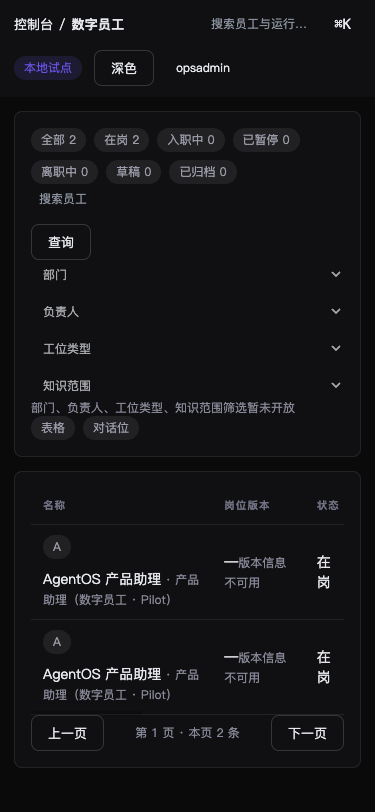 控制台 / 数字员工 搜索员工与运行… ⌘K
本地试点 深色 opsadmin
全部 2 在岗 2 入职中 0 已暂停 0
离职中 0 草稿 0 已归档 0
搜索员工
查询
部门
负责人
工位类型
知识范围
部门、负责人、工位类型、知识范围筛选暂未开放
表格 对话位
名称 岗位版本 状态
A
AgentOS 产品助理 · 产品
助理（数字员工 · Pilot）
—版本信息
不可用
在
岗
A
AgentOS 产品助理 · 产品
助理（数字员工 · Pilot）
—版本信息
不可用
在
岗
上一页 第 1 页 · 本页 2 条 下一页